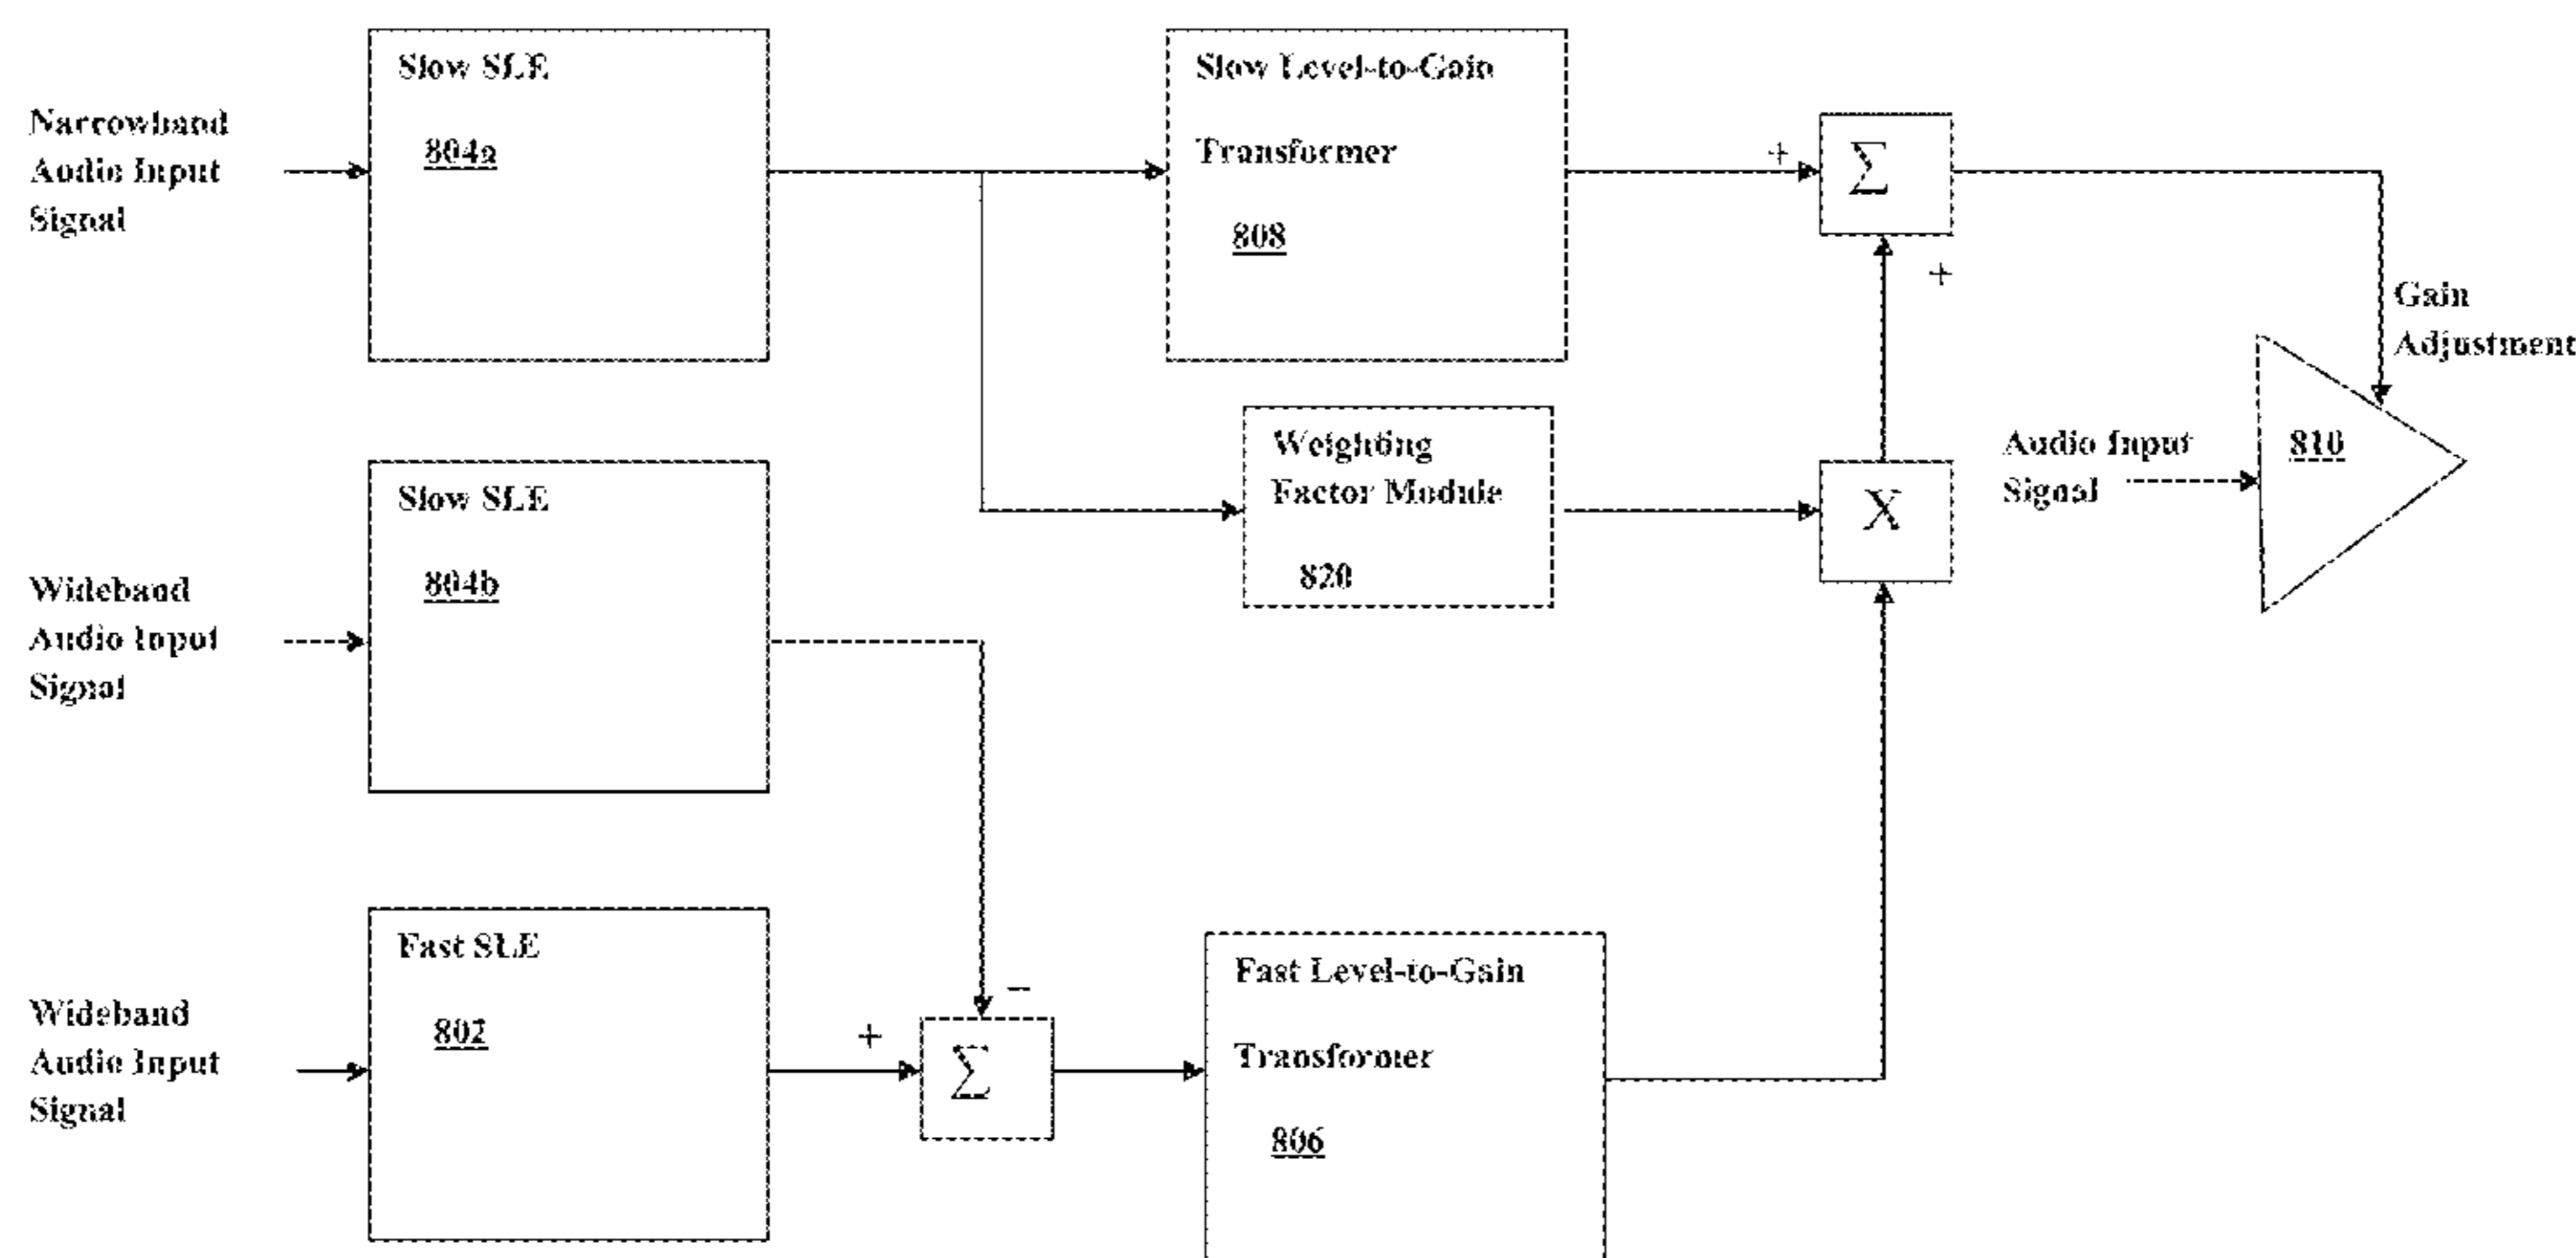 Narrowband
Audio Input
Signal
Slow SLE
804a
Slow Level-to-Gain
Transformer
808
+
Σ
+
Gain
Adjustment
Weighting
Factor Module
820
X
Audio Input
Signal
810
Wideband
Audio Input
Signal
Slow SLE
804b
Wideband
Audio Input
Signal
Fast SLE
802
+
−
Σ
Fast Level-to-Gain
Transformer
806